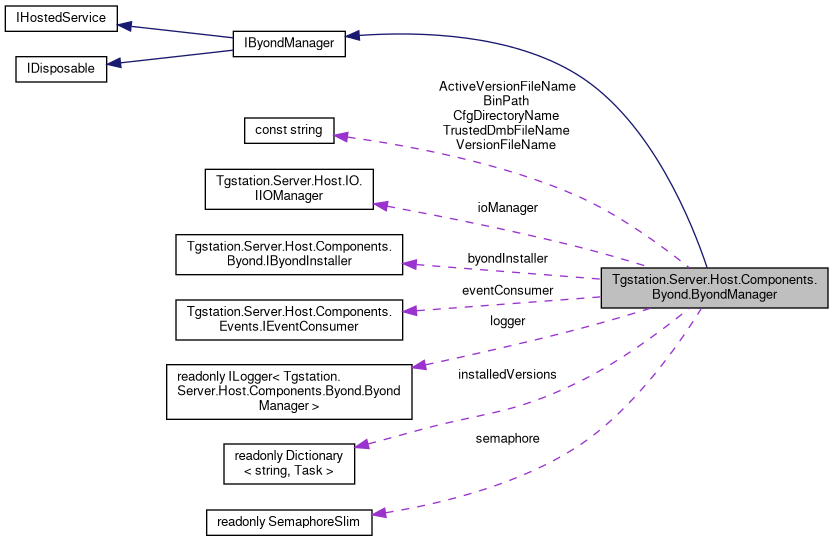 IHostedService
IByondManager
IDisposable
ActiveVersionFileName
BinPath
CfgDirectoryName
TrustedDmbFileName
VersionFileName
const string
Tgstation.Server.Host.IO.
IIOManager
ioManager
Tgstation.Server.Host.Components.
Byond.IByondInstaller
byondInstaller
Tgstation.Server.Host.Components.
Byond.ByondManager
eventConsumer
Tgstation.Server.Host.Components.
Events.IEventConsumer
logger
readonly ILogger< Tgstation.
Server.Host.Components.Byond.Byond
Manager >
installedVersions
readonly Dictionary
< string, Task >
semaphore
readonly SemaphoreSlim